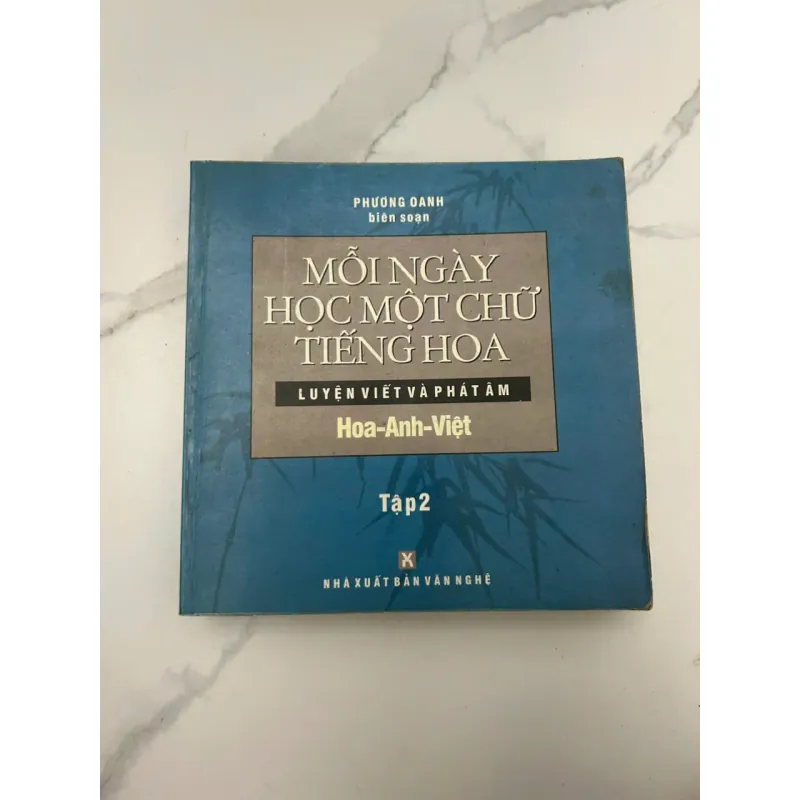 PHƯƠNG OANH
biên soạn
MỖI NGÀY
HỌC MỘT CHỮ
TIẾNG HOA
LUYỆN VIẾT VÀ PHÁT ÂM
Hoa-Anh-Việt
Tập 2
NHÀ XUẤT BẢN VĂN NGHỆ